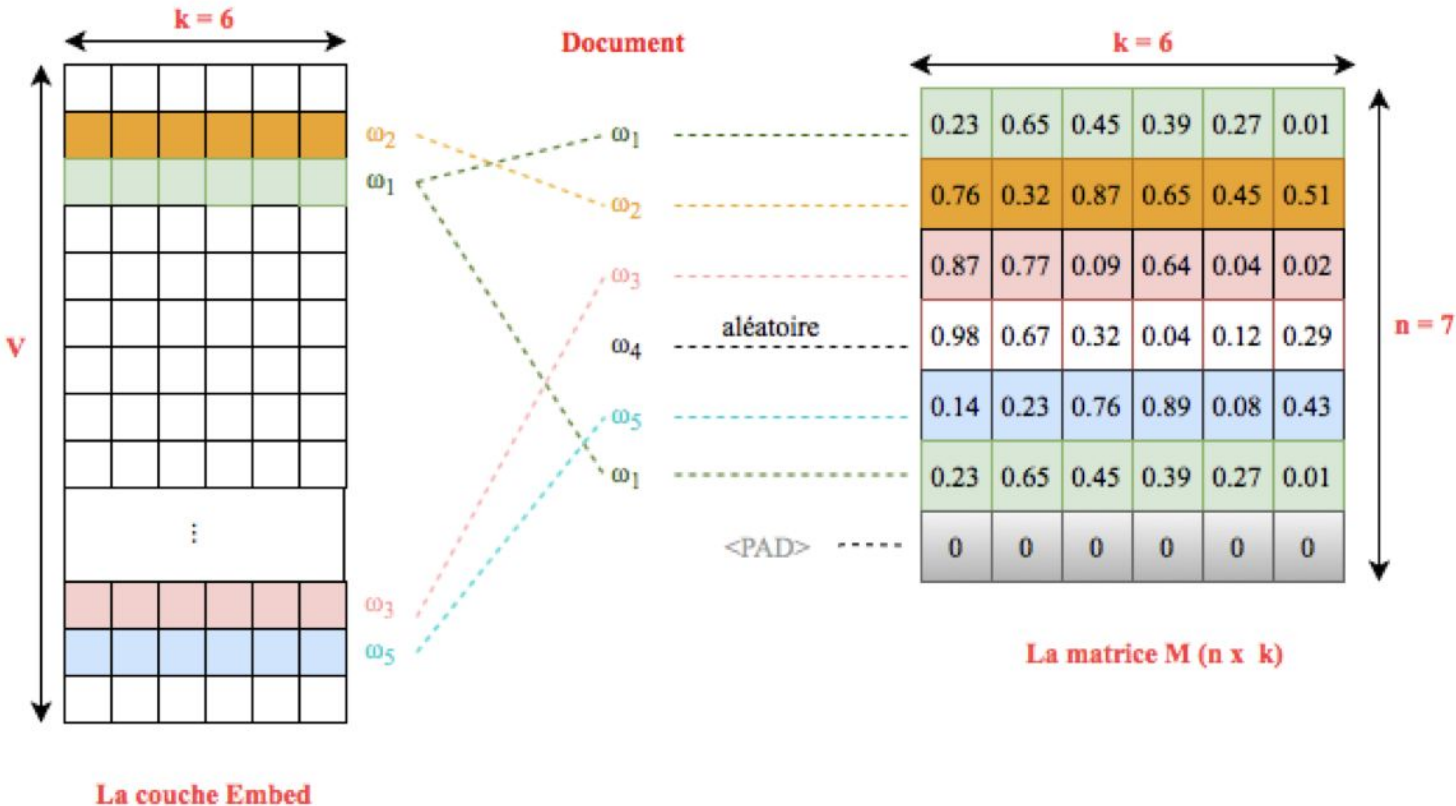 k = 6
Document
k = 6
V
ω2
ω1
⋮
ω3
ω5
ω1
ω2
ω3
ω4 aléatoire
ω5
ω1
<PAD>
0.23 0.65 0.45 0.39 0.27 0.01
0.76 0.32 0.87 0.65 0.45 0.51
0.87 0.77 0.09 0.64 0.04 0.02
0.98 0.67 0.32 0.04 0.12 0.29
0.14 0.23 0.76 0.89 0.08 0.43
0.23 0.65 0.45 0.39 0.27 0.01
0 0 0 0 0 0
n = 7
La matrice M (n x k)
La couche Embed